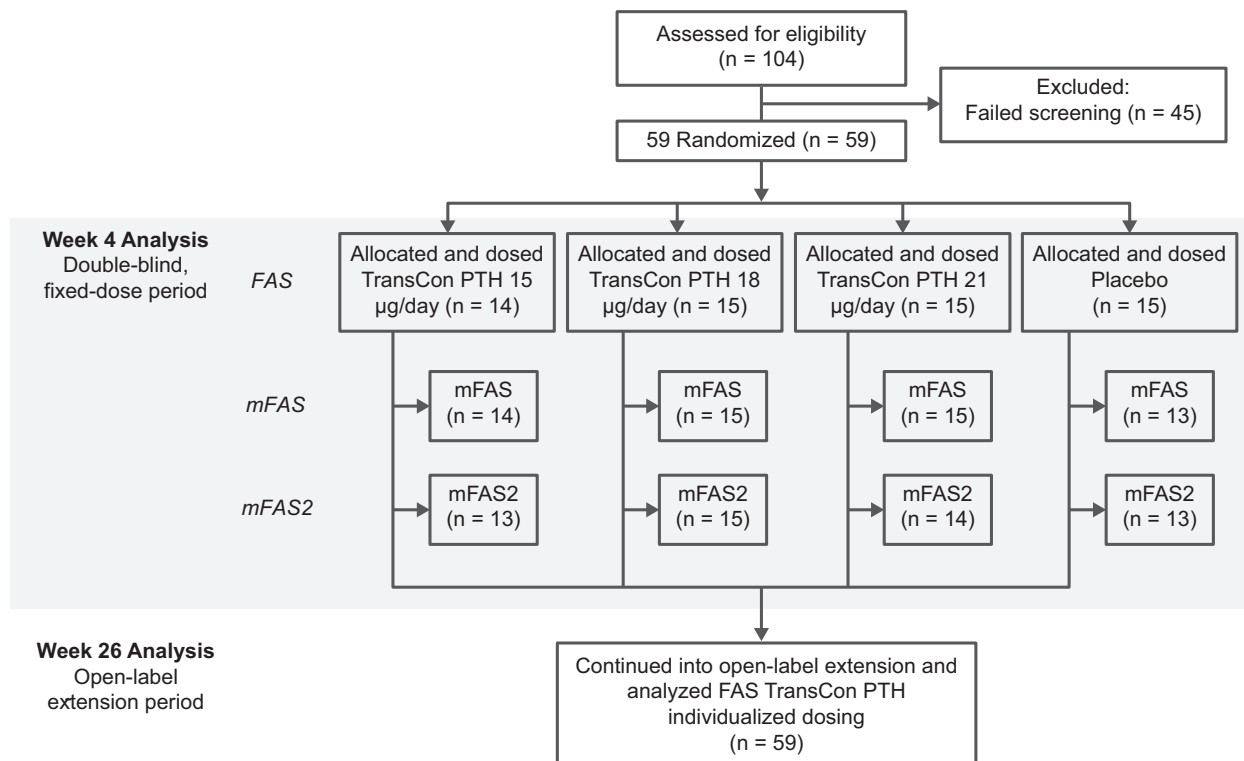 Assessed for eligibility
(n = 104)
Excluded:
Failed screening (n = 45)
59 Randomized (n = 59)
Week 4 Analysis
Double-blind,
fixed-dose period
FAS
Allocated and dosed
TransCon PTH 15
µg/day (n = 14)
Allocated and dosed
TransCon PTH 18
µg/day (n = 15)
Allocated and dosed
TransCon PTH 21
µg/day (n = 15)
Allocated and dosed
Placebo
(n = 15)
mFAS
mFAS
(n = 14)
mFAS
(n = 15)
mFAS
(n = 15)
mFAS
(n = 13)
mFAS2
mFAS2
(n = 13)
mFAS2
(n = 15)
mFAS2
(n = 14)
mFAS2
(n = 13)
Week 26 Analysis
Open-label
extension period
Continued into open-label extension and
analyzed FAS TransCon PTH
individualized dosing
(n = 59)